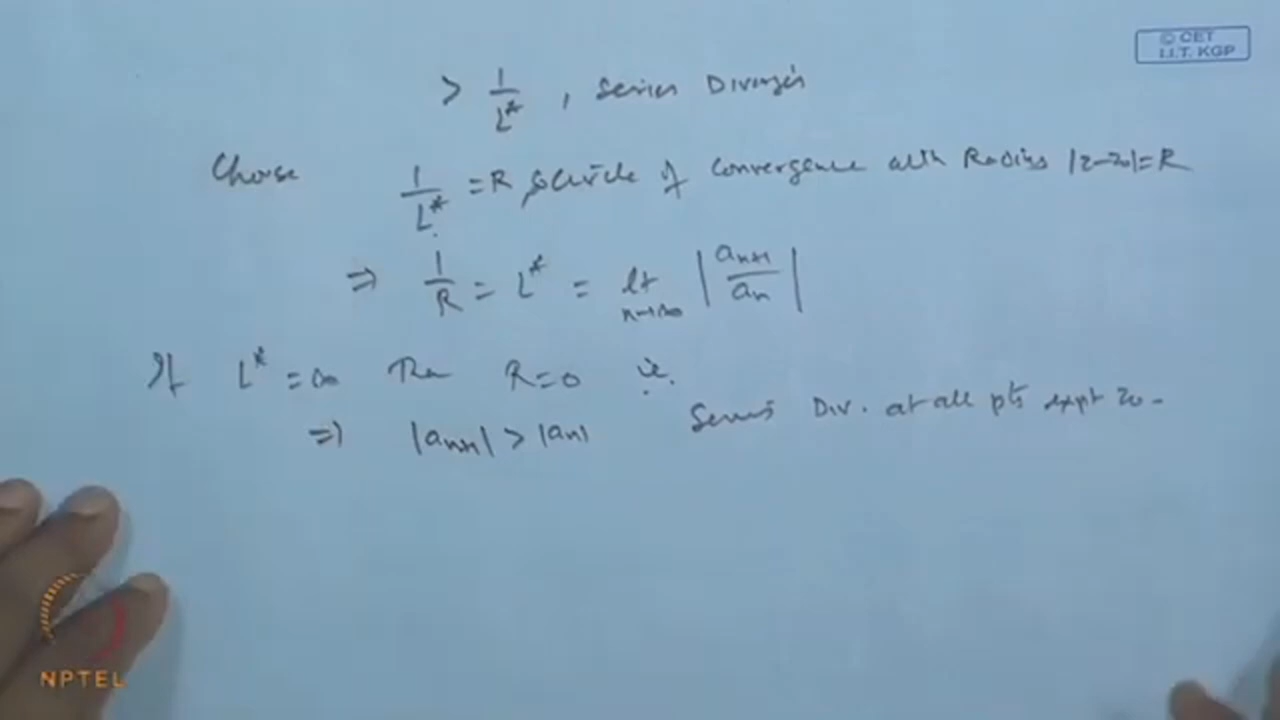 © CET
I.I.T. KGP
> 1/L* , Series Diverges
Choose 1/L* = R, circle of convergence with Radius |z-z0|=R
⇒ 1/R = L* = lt n→∞ |an+1/an|
If L* = ∞ Then R=0 i.e.
⇒ |an+1| > |an| Series Div. at all pts expt z0.
NPTEL